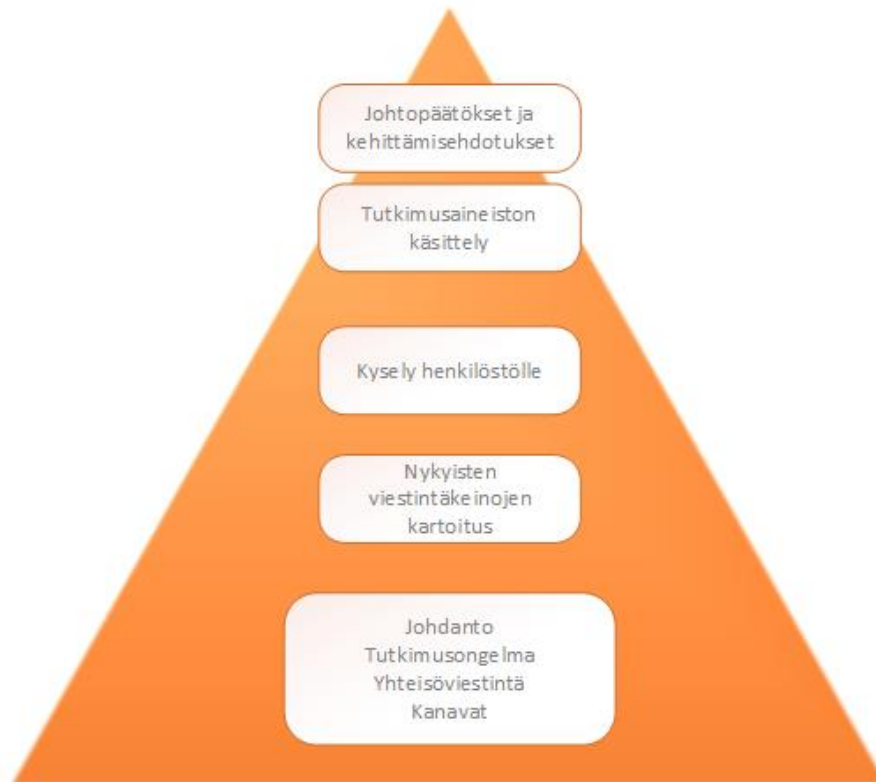 Johtopäätökset ja
kehittämisehdotukset
Tutkimusaineiston
käsittely
Kysely henkilöstölle
Nykyisten
viestintäkeinojen
kartoitus
Johdanto
Tutkimusongelma
Yhteisöviestintä
Kanavat